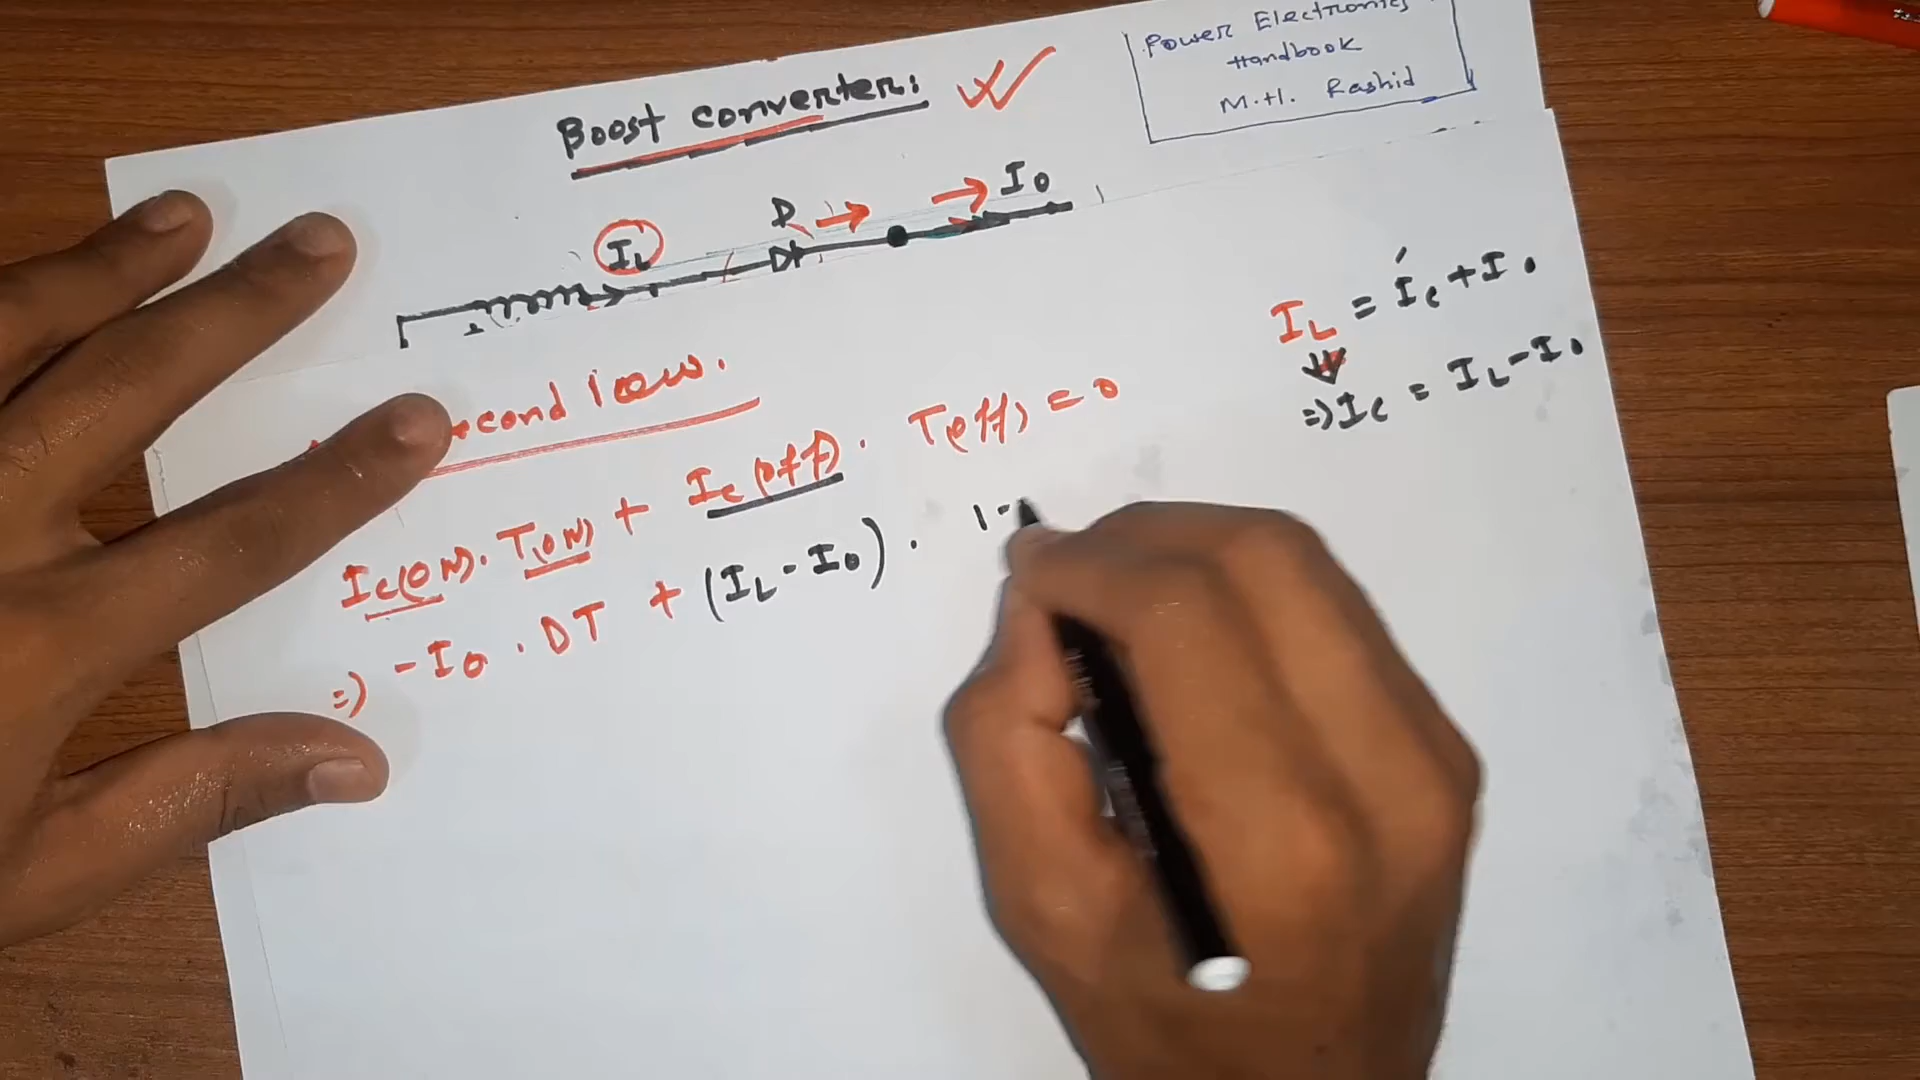 Power Electronics
Handbook
M.H. Rashid
Boost converter:
I0
D
IL
IL = Ic + I0
=> Ic = IL - I0
second law.
Ic(ON). T(ON) + Ic(off). T(off) = 0
=> -I0 . DT + (IL - I0) . 1-